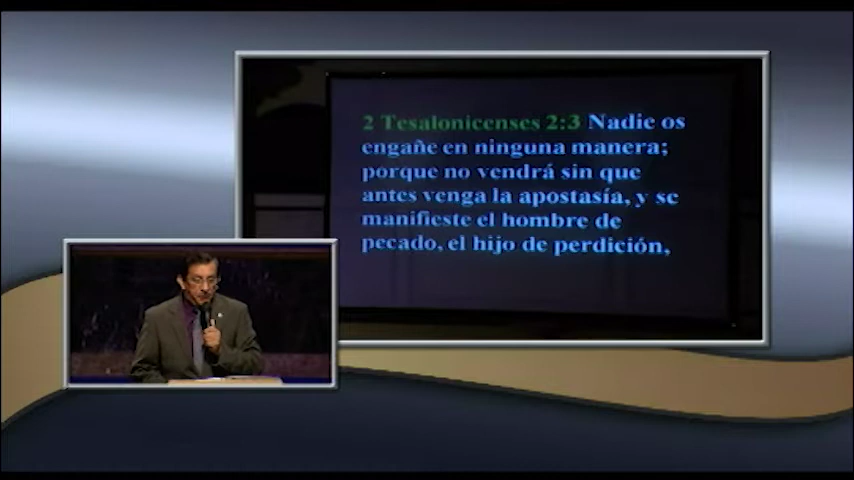 2 Tesalonicenses 2:3 Nadie os
engañe en ninguna manera;
porque no vendrá sin que
antes venga la apostasía, y se
manifieste el hombre de
pecado, el hijo de perdición,